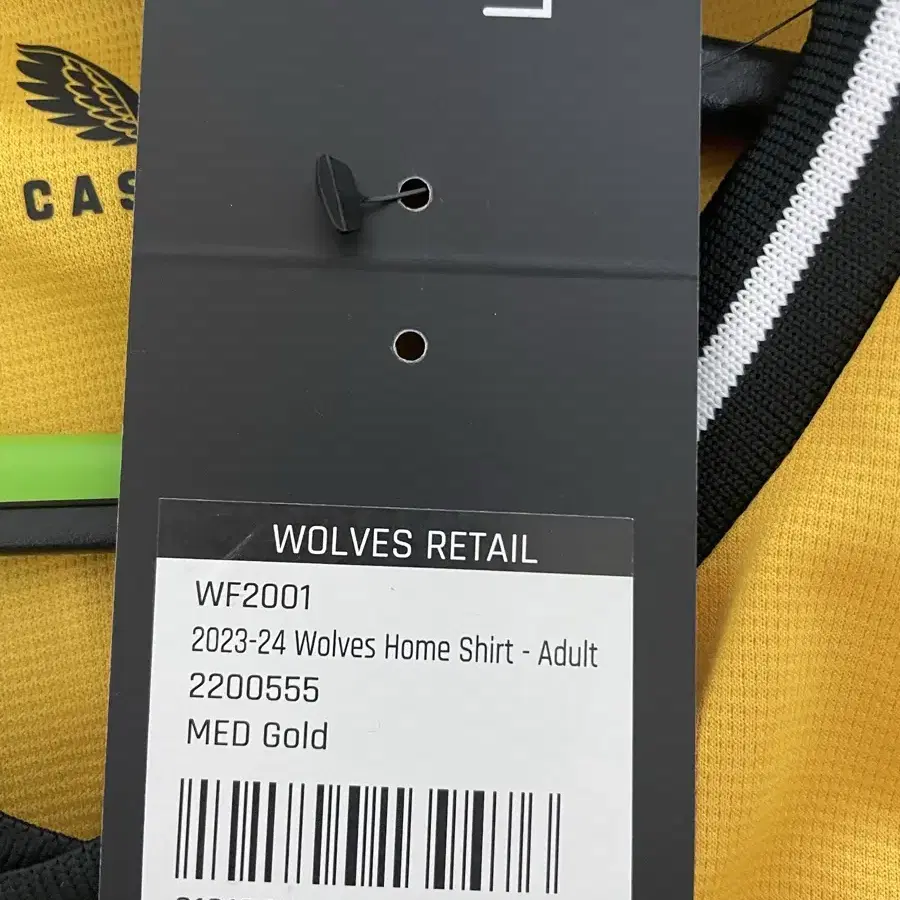 CAS
WOLVES RETAIL
WF2001
2023-24 Wolves Home Shirt - Adult
2200555
MED Gold